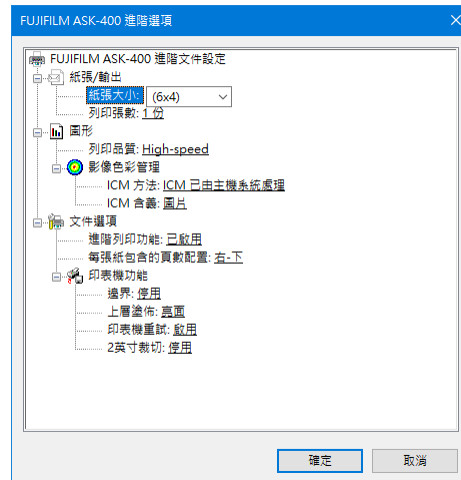 FUJIFILM ASK-400 進階選項
FUJIFILM ASK-400 進階文件設定
紙張/輸出
紙張大小: (6x4)
列印張數: 1 份
圖形
列印品質: High-speed
影像色彩管理
ICM 方法: ICM 已由主機系統處理
ICM 含義: 圖片
文件選項
進階列印功能: 已啟用
每張紙包含的頁數配置: 右-下
印表機功能
邊界: 停用
上層塗佈: 亮面
印表機重試: 啟用
2英寸裁切: 停用
確定 取消